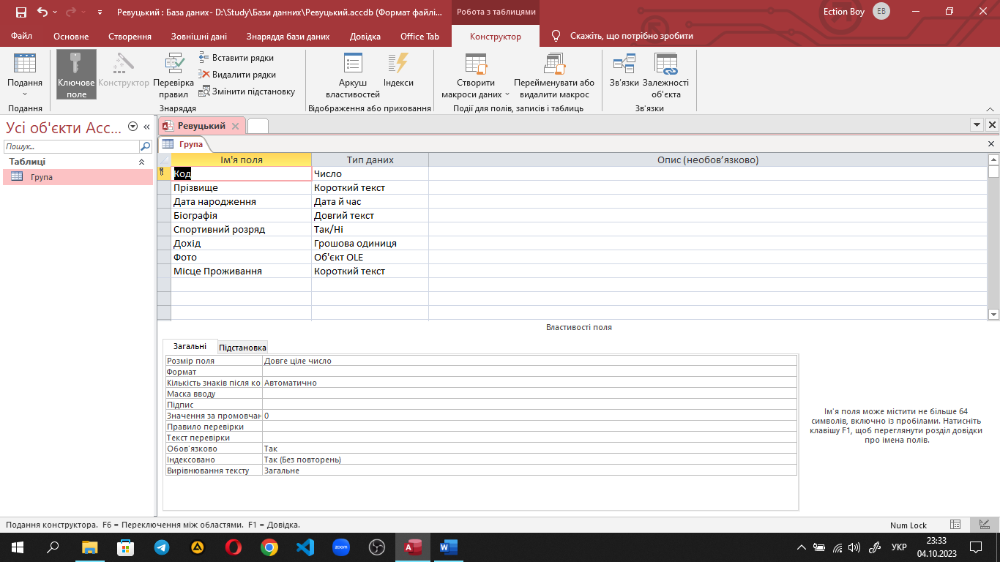 Ревуцький : База даних- D:\Study\Бази данних\Ревуцький.accdb (Формат файлі...
Робота з таблицями
Ection Boy
EB
Файл
Основне
Створення
Зовнішні дані
Знаряддя бази даних
Довідка
Office Tab
Конструктор
Скажіть, що потрібно зробити
Подання
Ключове поле
Конструктор
Перевірка правил
Вставити рядки
Видалити рядки
Змінити підстановку
Аркуш властивостей
Індекси
Створити макроси даних
Перейменувати або видалити макрос
Зв'язки
Залежності об'єкта
Подання
Знаряддя
Відображення або приховання
Події для полів, записів і таблиць
Зв'язки
Усі об'єкти Acc...
Пошук...
Таблиці
Група
Ревуцький
Група
Ім'я поля
Тип даних
Опис (необов'язково)
Код
Число
Прізвище
Короткий текст
Дата народження
Дата й час
Біографія
Довгий текст
Спортивний розряд
Так/Ні
Дохід
Грошова одиниця
Фото
Об'єкт OLE
Місце Проживання
Короткий текст
Властивості поля
Загальні
Підстановка
Розмір поля
Довге ціле число
Формат
Кількість знаків після ко
Автоматично
Маска вводу
Підпис
Значення за промовчан
0
Правило перевірки
Текст перевірки
Обов'язково
Так
Індексовано
Так (Без повторень)
Вирівнювання тексту
Загальне
Ім'я поля може містити не більше 64
символів, включно із пробілами. Натисніть
клавішу F1, щоб переглянути розділ довідки
про імена полів.
Подання конструктора. F6 = Переключення між областями. F1 = Довідка.
Num Lock
zoom
A
W
УКР
23:33
04.10.2023